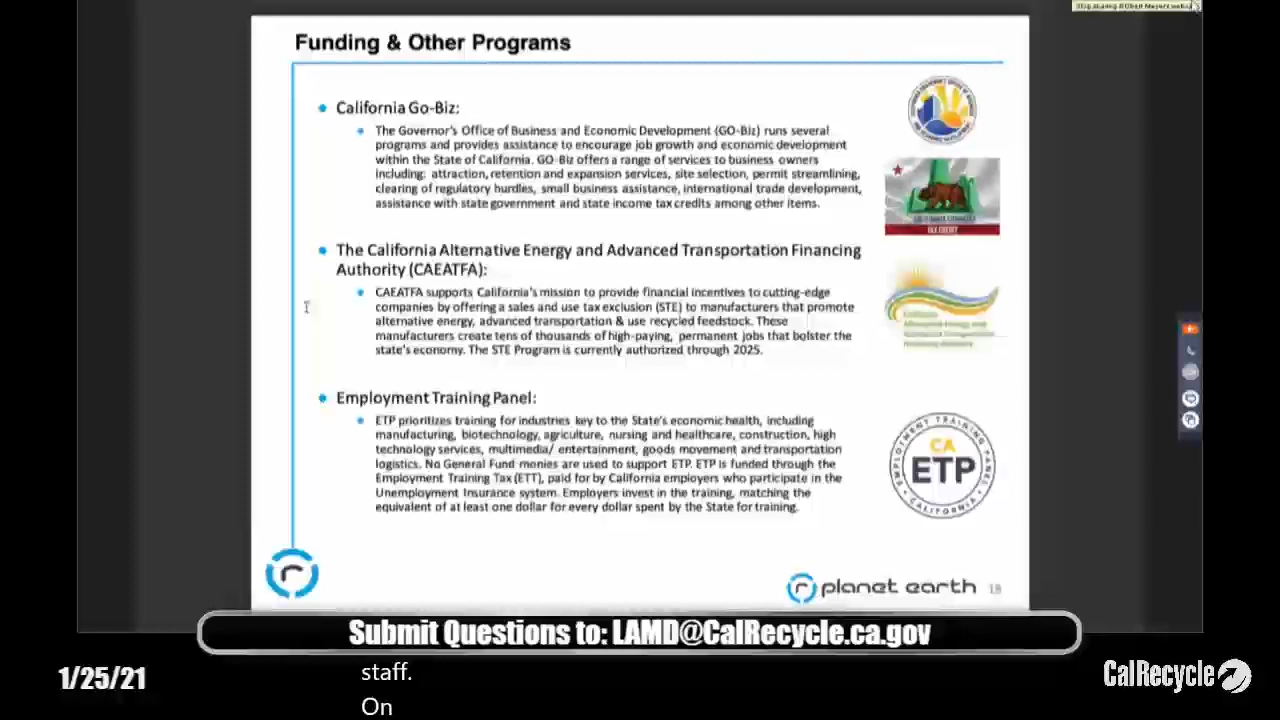 Funding & Other Programs
California Go-Biz:
The Governor's Office of Business and Economic Development (GO-Biz) runs several
programs and provides assistance to encourage job growth and economic development
within the State of California. GO-Biz offers a range of services to business owners
including: attraction, retention and expansion services, site selection, permit streamlining,
clearing of regulatory hurdles, small business assistance, international trade development,
assistance with state government and state income tax credits among other items.
The California Alternative Energy and Advanced Transportation Financing
Authority (CAEATFA):
CAEATFA supports California's mission to provide financial incentives to cutting-edge
companies by offering a sales and use tax exclusion (STE) to manufacturers that promote
alternative energy, advanced transportation & use recycled feedstock. These
manufacturers create tens of thousands of high-paying, permanent jobs that bolster the
state's economy. The STE Program is currently authorized through 2025.
Employment Training Panel:
ETP prioritizes training for industries key to the State's economic health, including
manufacturing, biotechnology, agriculture, nursing and healthcare, construction, high
technology services, multimedia/ entertainment, goods movement and transportation
logistics. No General Fund monies are used to support ETP. ETP is funded through the
Employment Training Tax (ETT), paid for by California employers who participate in the
Unemployment Insurance system. Employers invest in the training, matching the
equivalent of at least one dollar for every dollar spent by the State for training.
EMPLOYMENT TRAINING PANEL
CA
ETP
CALIFORNIA
r
r planet earth
18
Submit Questions to: LAMD@CalRecycle.ca.gov
1/25/21
staff.
On
CalRecycle